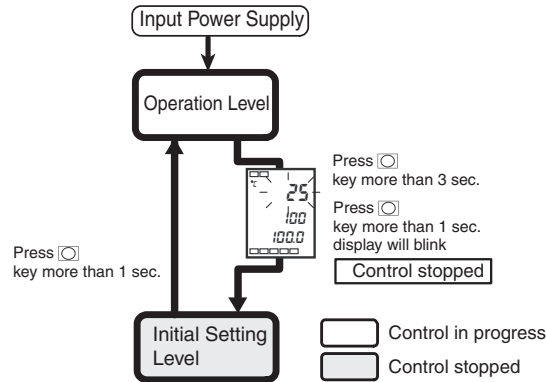 Input Power Supply
Operation Level
Press
key more than 3 sec.
°C
25
100
100.0
Press
key more than 1 sec.
display will blink
Control stopped
Press
key more than 1 sec.
Initial Setting
Level
Control in progress
Control stopped